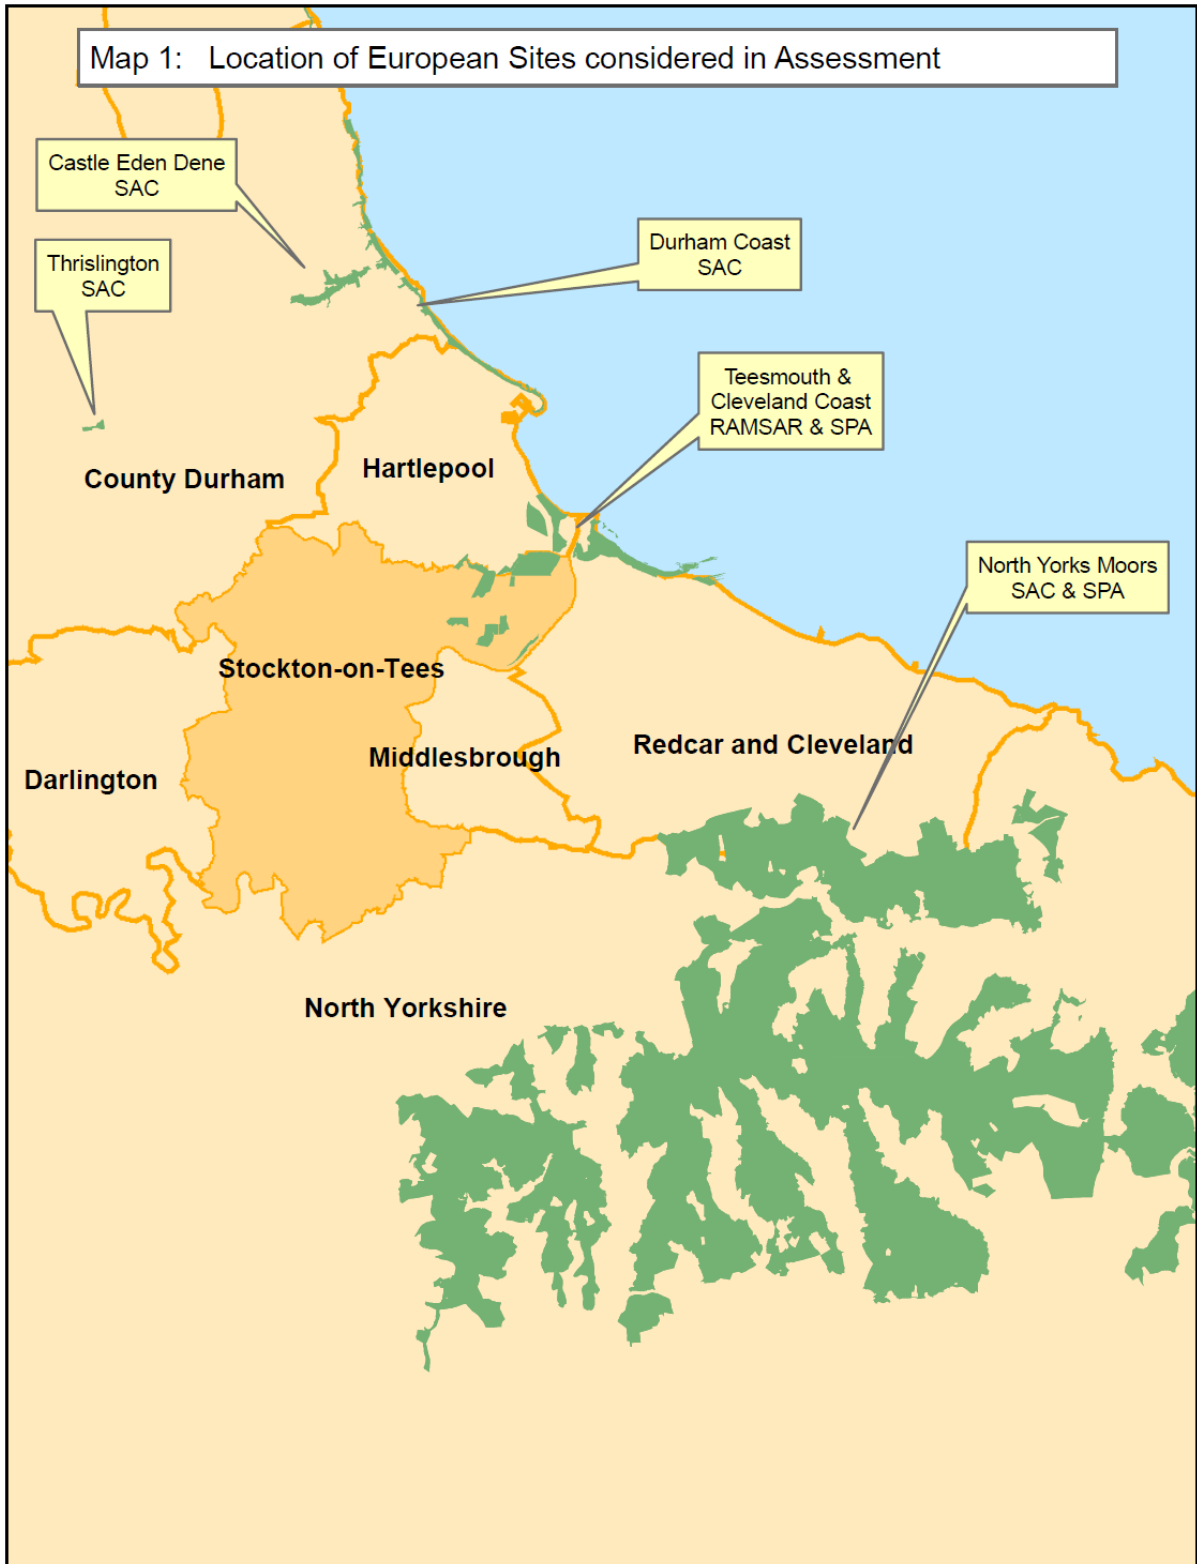 Map 1: Location of European Sites considered in Assessment
Castle Eden Dene
SAC
Thrislington
SAC
Durham Coast
SAC
Teesmouth &
Cleveland Coast
RAMSAR & SPA
County Durham
Hartlepool
North Yorks Moors
SAC & SPA
Stockton-on-Tees
Darlington
Middlesbrough
Redcar and Cleveland
North Yorkshire